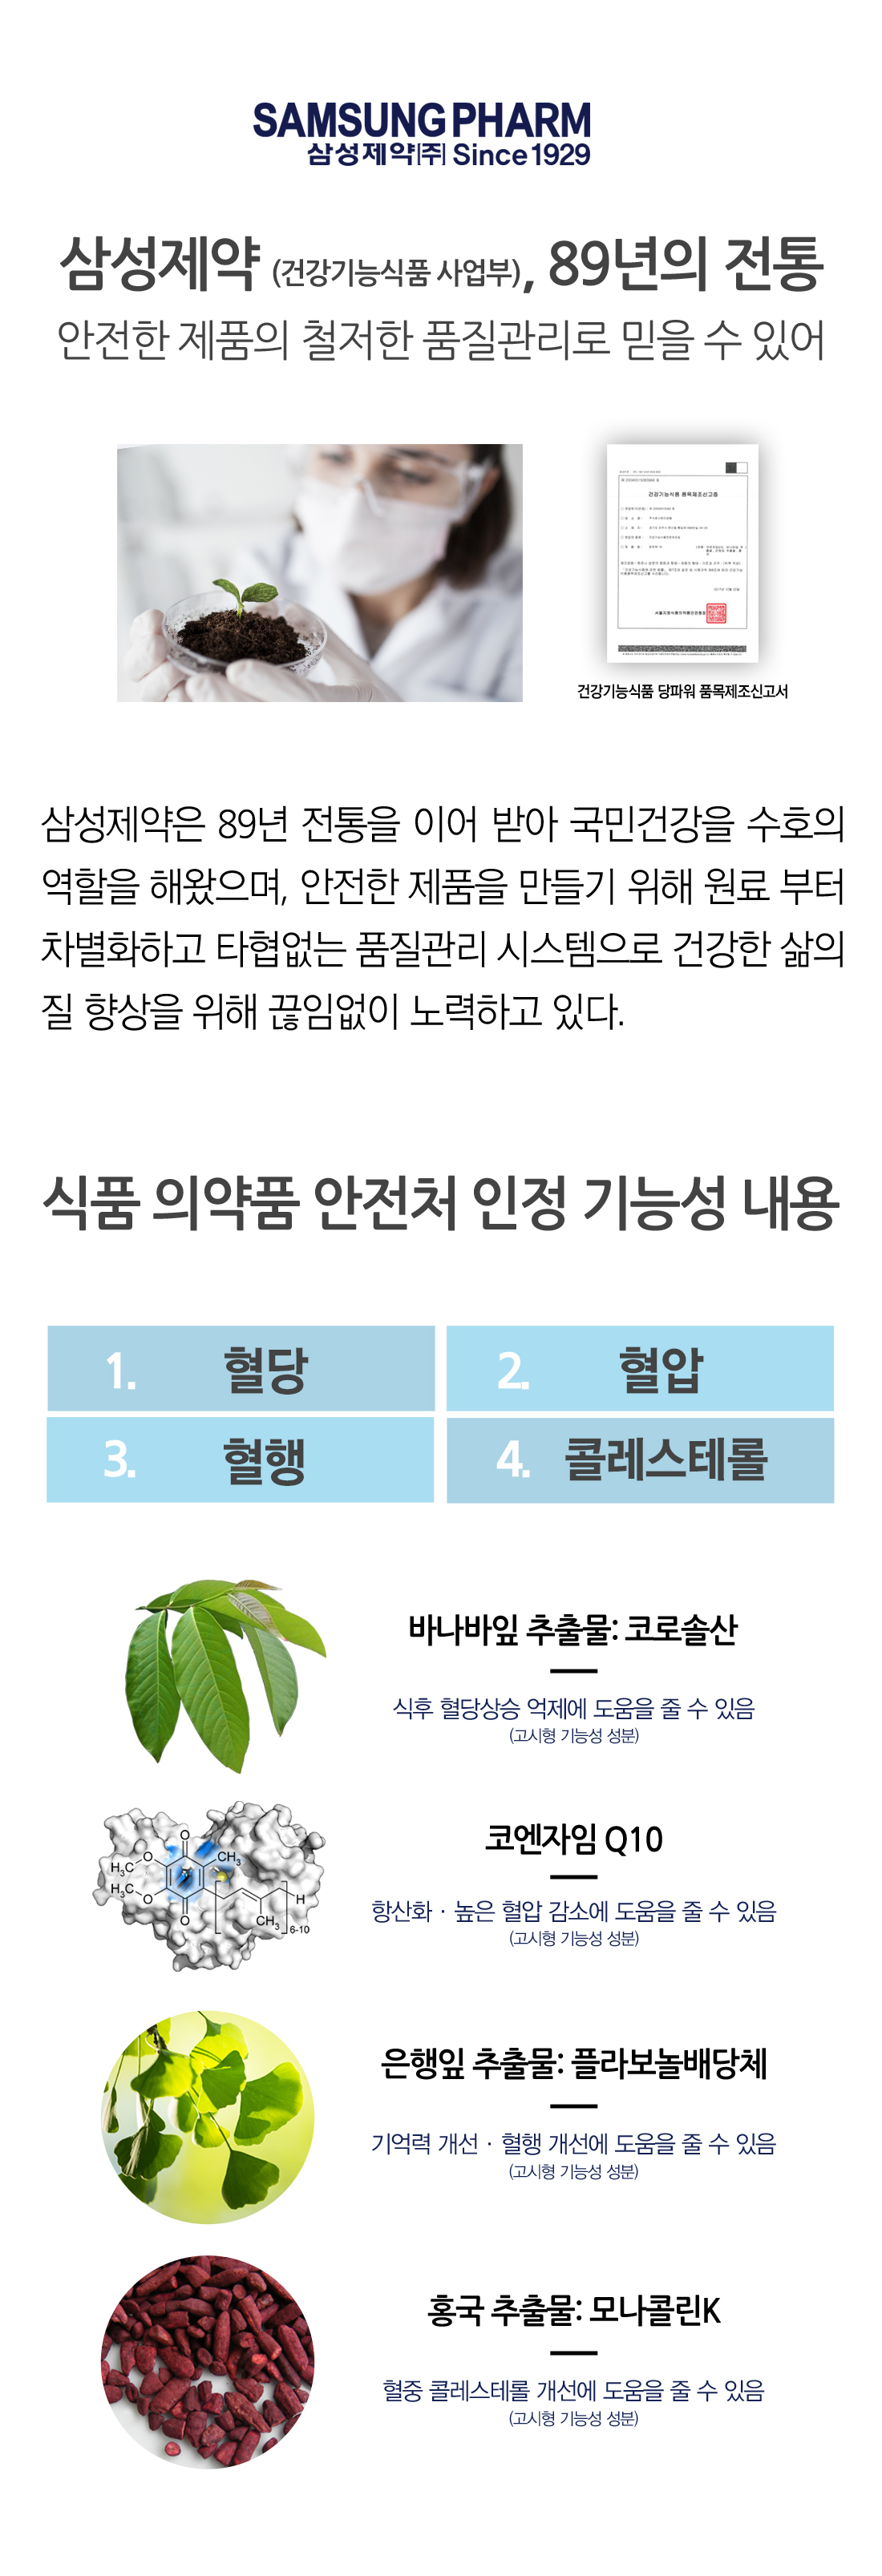 SAMSUNG PHARM
삼성제약(주) Since 1929
삼성제약 (건강기능식품 사업부), 89년의 전통
안전한 제품의 철저한 품질관리로 믿을 수 있어
건강기능식품 품목제조신고증
건강기능식품 당파워 품목제조신고서
삼성제약은 89년 전통을 이어 받아 국민건강을 수호의
역할을 해왔으며, 안전한 제품을 만들기 위해 원료 부터
차별화하고 타협없는 품질관리 시스템으로 건강한 삶의
질 향상을 위해 끊임없이 노력하고 있다.
식품 의약품 안전처 인정 기능성 내용
1. 혈당
2. 혈압
3. 혈행
4. 콜레스테롤
바나바잎 추출물: 코로솔산
식후 혈당상승 억제에 도움을 줄 수 있음
(고시형 기능성 성분)
O
H₃C O CH₃
H₃C O H
O CH₃ 6-10
코엔자임 Q10
항산화 · 높은 혈압 감소에 도움을 줄 수 있음
(고시형 기능성 성분)
은행잎 추출물: 플라보놀배당체
기억력 개선 · 혈행 개선에 도움을 줄 수 있음
(고시형 기능성 성분)
홍국 추출물: 모나콜린K
혈중 콜레스테롤 개선에 도움을 줄 수 있음
(고시형 기능성 성분)